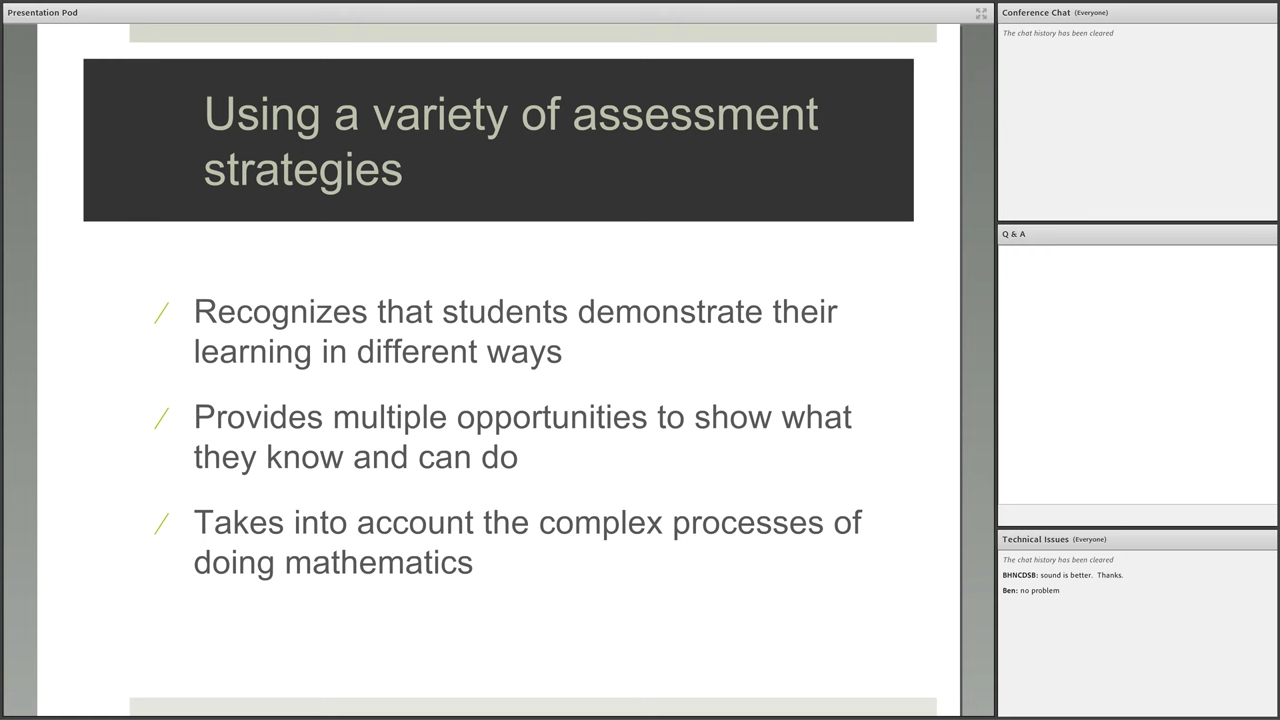 Presentation Pod
Using a variety of assessment
strategies
Recognizes that students demonstrate their
learning in different ways
Provides multiple opportunities to show what
they know and can do
Takes into account the complex processes of
doing mathematics
Conference Chat (Everyone)
The chat history has been cleared
Q & A
Technical Issues (Everyone)
The chat history has been cleared
BHNCDSB: sound is better. Thanks.
Ben: no problem